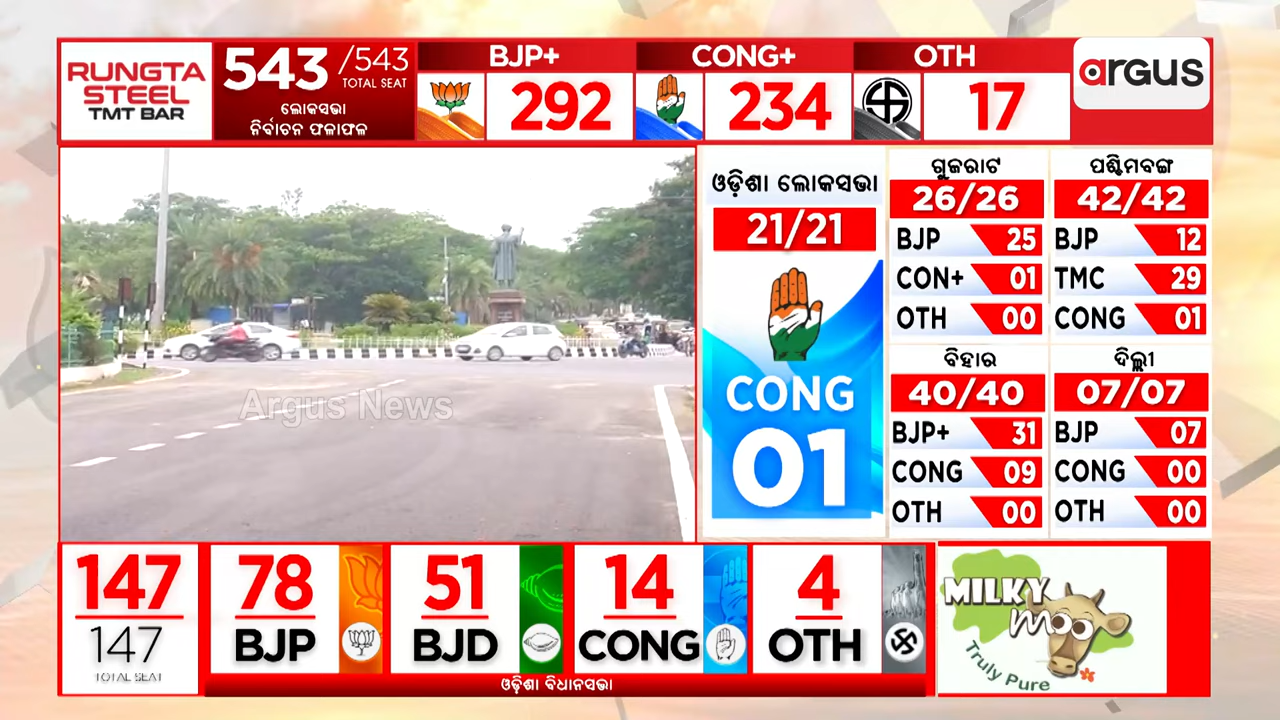 RUNGTA
STEEL
TMT BAR
543 /543
TOTAL SEAT
ଲୋକସଭା
ନିର୍ବାଚନ ଫଳାଫଳ
BJP+
292
CONG+
234
OTH
17
argus
Argus News
ଓଡ଼ିଶା ଲୋକସଭା
21/21
CONG
01
ଗୁଜରାଟ
26/26
BJP 25
CON+ 01
OTH 00
ପଶ୍ଚିମବଙ୍ଗ
42/42
BJP 12
TMC 29
CONG 01
ବିହାର
40/40
BJP+ 31
CONG 09
OTH 00
ଦିଲ୍ଲୀ
07/07
BJP 07
CONG 00
OTH 00
147
147
TOTAL SEAT
78
BJP
51
BJD
14
CONG
4
OTH
ଓଡ଼ିଶା ବିଧାନସଭା
MILKY
moo
Truly Pure